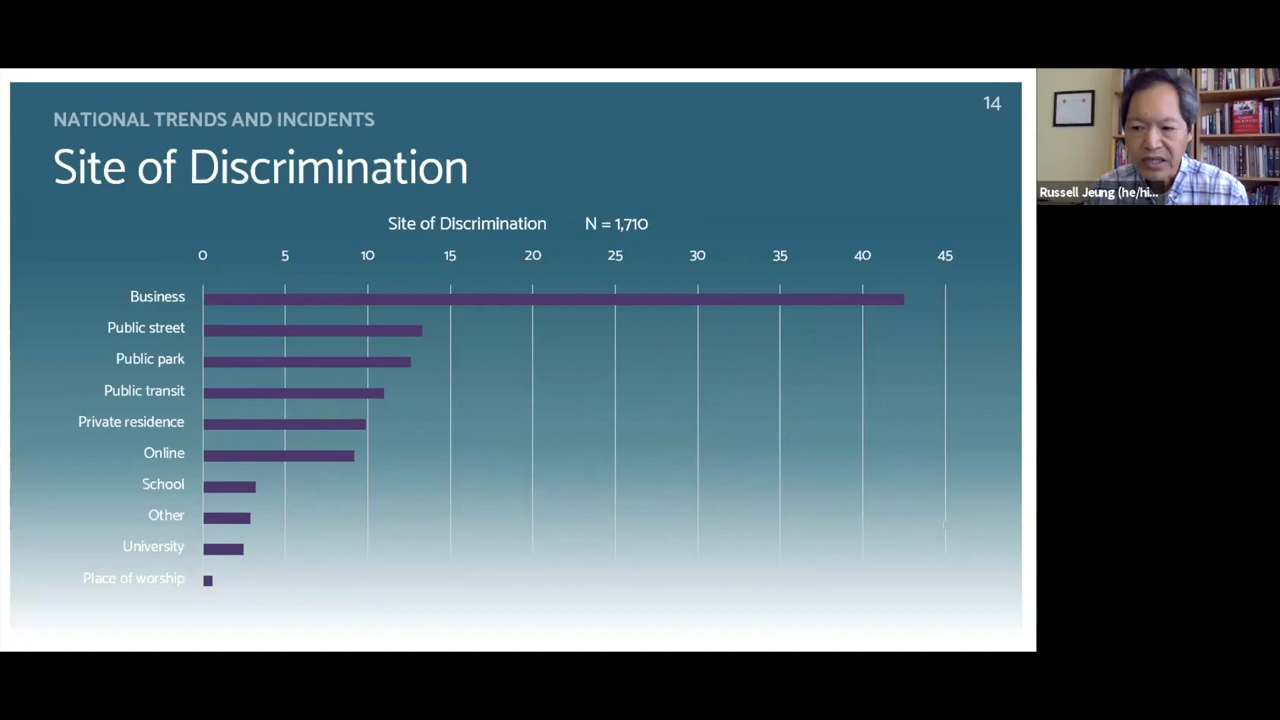 NATIONAL TRENDS AND INCIDENTS
14
Site of Discrimination
Site of Discrimination N = 1,710
0 5 10 15 20 25 30 35 40 45
Business
Public street
Public park
Public transit
Private residence
Online
School
Other
University
Place of worship
Russell Jeung (he/hi...